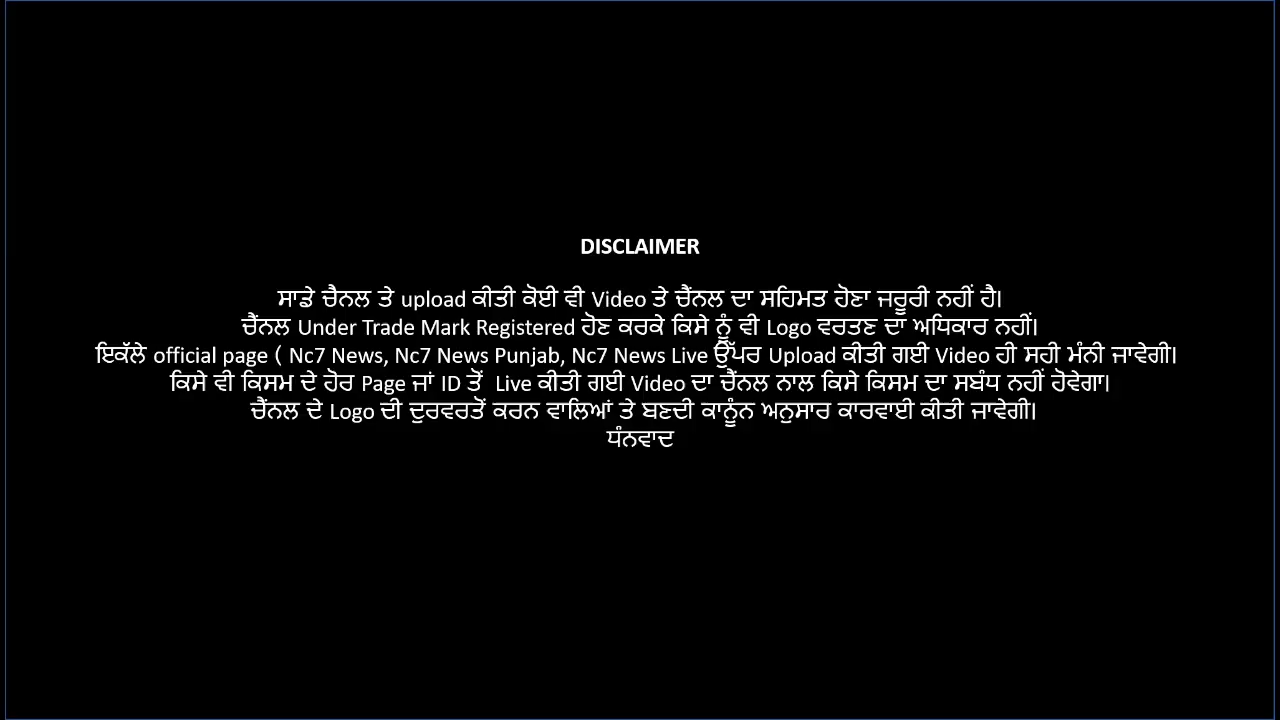 DISCLAIMER
ਸਾਡੇ ਚੈਨਲ ਤੇ upload ਕੀਤੀ ਕੋਈ ਵੀ Video ਤੇ ਚੈੱਨਲ ਦਾ ਸਹਿਮਤ ਹੋਣਾ ਜਰੂਰੀ ਨਹੀਂ ਹੈ।
ਚੈੱਨਲ Under Trade Mark Registered ਹੋਣ ਕਰਕੇ ਕਿਸੇ ਨੂੰ ਵੀ Logo ਵਰਤਣ ਦਾ ਅਧਿਕਾਰ ਨਹੀਂ।
ਇਕੱਲੇ official page ( Nc7 News, Nc7 News Punjab, Nc7 News Live ਉੱਪਰ Upload ਕੀਤੀ ਗਈ Video ਹੀ ਸਹੀ ਮੰਨੀ ਜਾਵੇਗੀ।
ਕਿਸੇ ਵੀ ਕਿਸਮ ਦੇ ਹੋਰ Page ਜਾਂ ID ਤੋਂ Live ਕੀਤੀ ਗਈ Video ਦਾ ਚੈੱਨਲ ਨਾਲ ਕਿਸੇ ਕਿਸਮ ਦਾ ਸਬੰਧ ਨਹੀਂ ਹੋਵੇਗਾ।
ਚੈੱਨਲ ਦੇ Logo ਦੀ ਦੁਰਵਰਤੋਂ ਕਰਨ ਵਾਲਿਆਂ ਤੇ ਬਣਦੀ ਕਾਨੂੰਨ ਅਨੁਸਾਰ ਕਾਰਵਾਈ ਕੀਤੀ ਜਾਵੇਗੀ।
ਧੰਨਵਾਦ